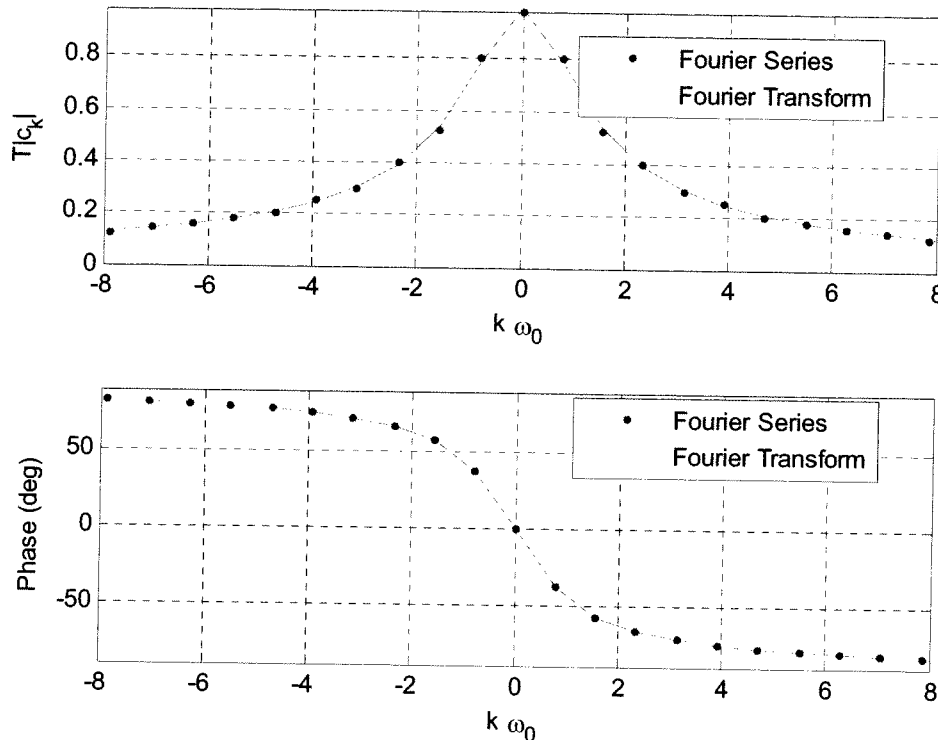 0.8
0.6
0.4
0.2
0
T|c_k|
Fourier Series
Fourier Transform
-8 -6 -4 -2 0 2 4 6 8
k ω₀
50
0
-50
Phase (deg)
Fourier Series
Fourier Transform
-8 -6 -4 -2 0 2 4 6 8
k ω₀